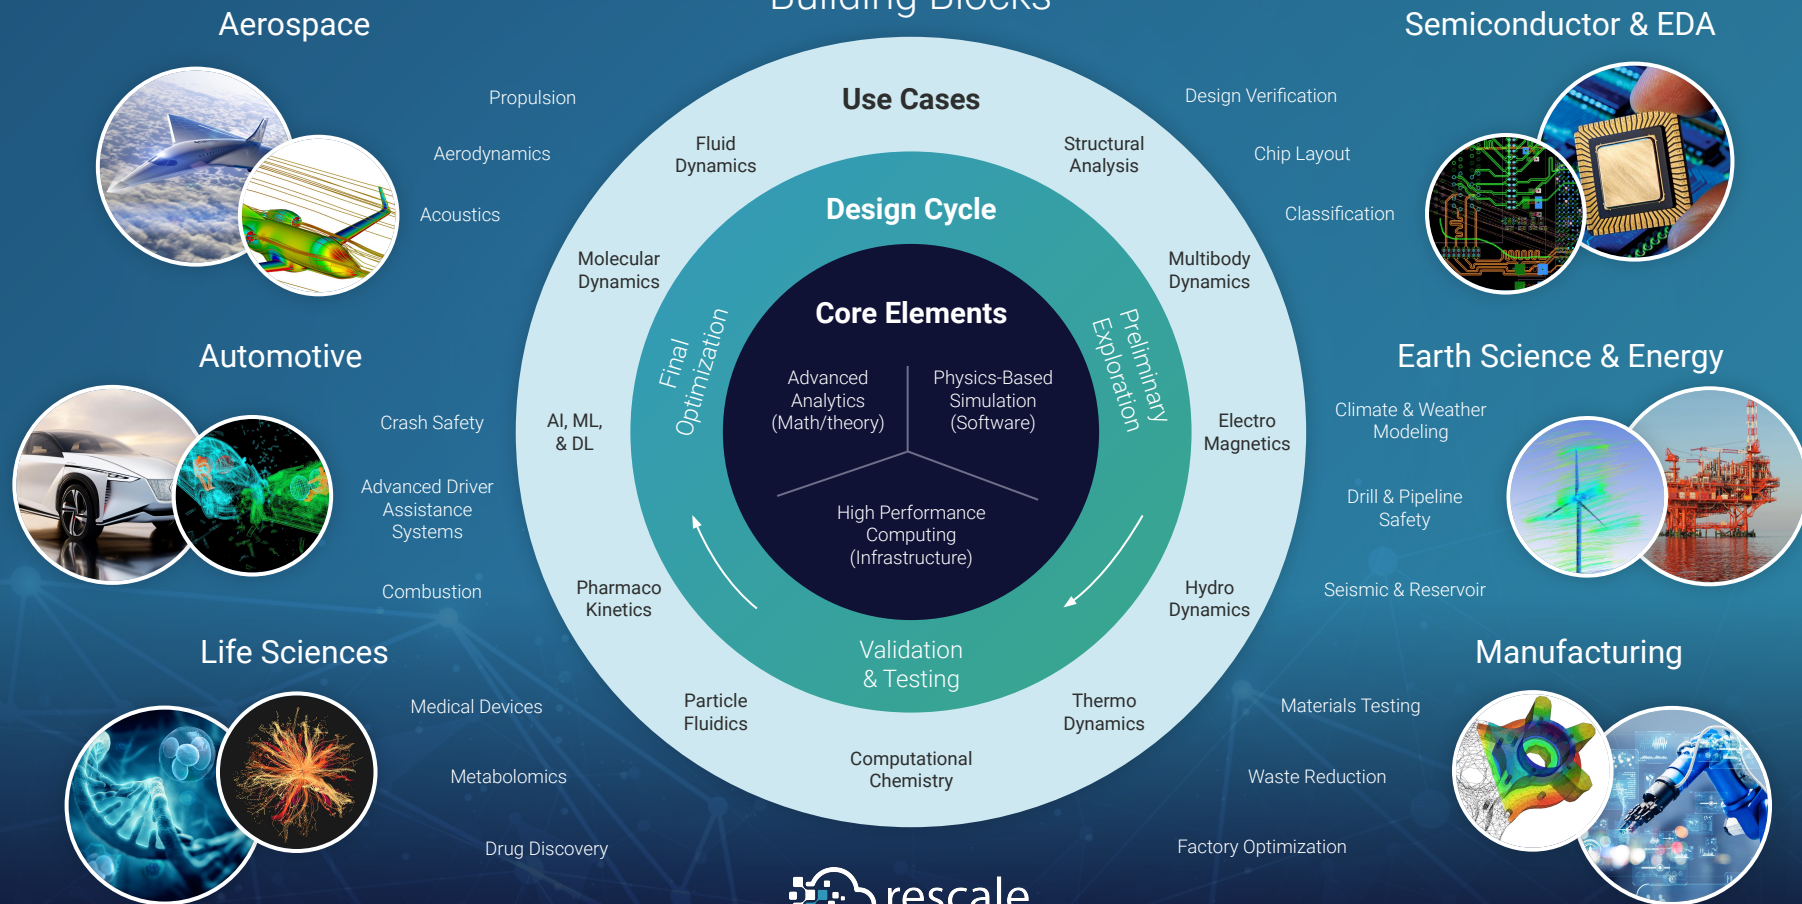 Building Blocks
Aerospace
Propulsion
Aerodynamics
Acoustics
Automotive
Crash Safety
Advanced Driver
Assistance
Systems
Combustion
Life Sciences
Medical Devices
Metabolomics
Drug Discovery
Use Cases
Fluid
Dynamics
Structural
Analysis
Molecular
Dynamics
Multibody
Dynamics
AI, ML,
& DL
Electro
Magnetics
Pharmaco
Kinetics
Hydro
Dynamics
Particle
Fluidics
Thermo
Dynamics
Computational
Chemistry
Design Cycle
Final
Optimization
Preliminary
Exploration
Validation
& Testing
Core Elements
Advanced
Analytics
(Math/theory)
Physics-Based
Simulation
(Software)
High Performance
Computing
(Infrastructure)
Semiconductor & EDA
Design Verification
Chip Layout
Classification
Earth Science & Energy
Climate & Weather
Modeling
Drill & Pipeline
Safety
Seismic & Reservoir
Manufacturing
Materials Testing
Waste Reduction
Factory Optimization
rescale